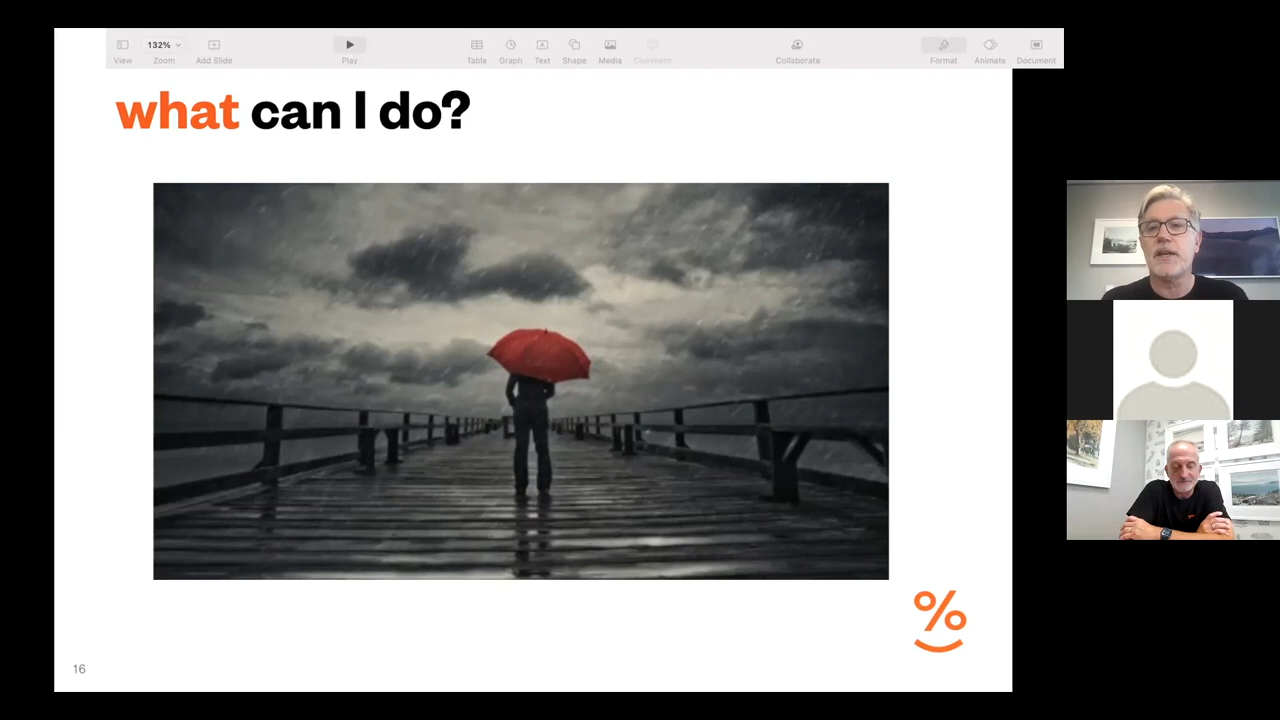 132%
View
Zoom
Add Slide
Play
Table
Graph
Text
Shape
Media
Comment
Collaborate
Format
Animate
Document
what can I do?
%
16